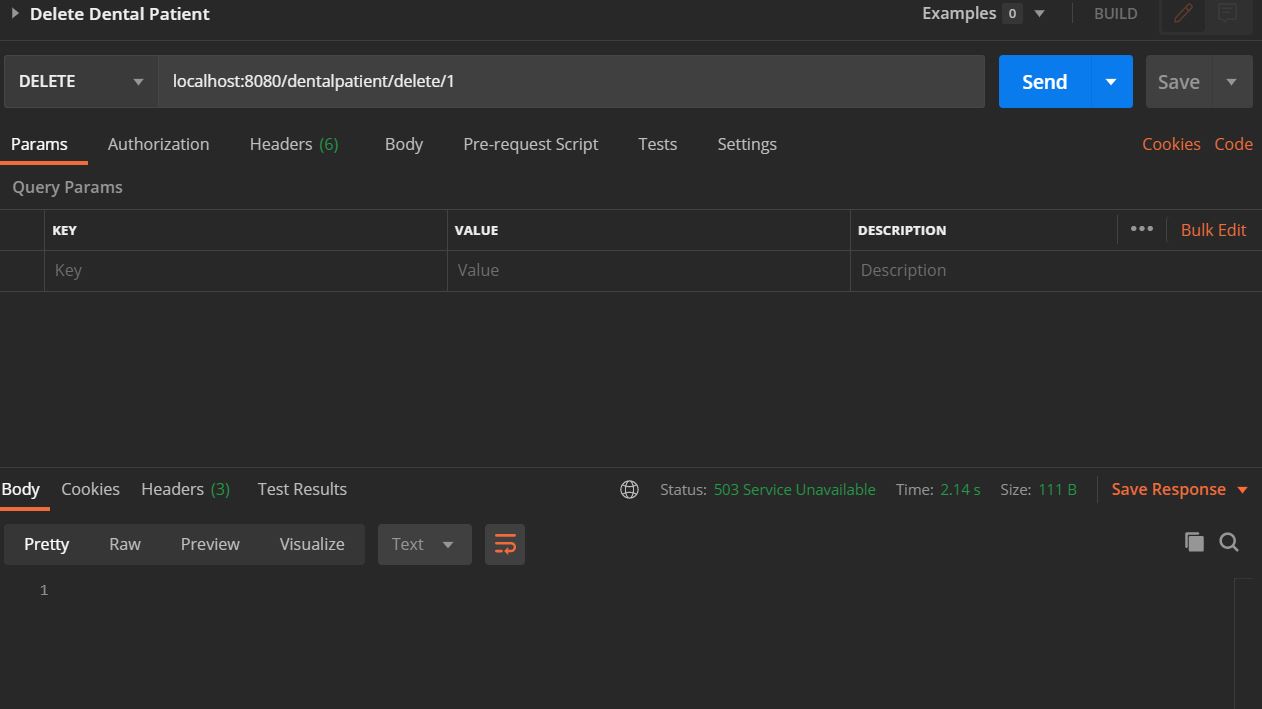 Delete Dental Patient Examples 0 BUILD
DELETE localhost:8080/dentalpatient/delete/1 Send Save
Params Authorization Headers (6) Body Pre-request Script Tests Settings Cookies Code
Query Params
KEY VALUE DESCRIPTION ••• Bulk Edit
Key Value Description
Body Cookies Headers (3) Test Results Status: 503 Service Unavailable Time: 2.14 s Size: 111 B Save Response
Pretty Raw Preview Visualize Text
1